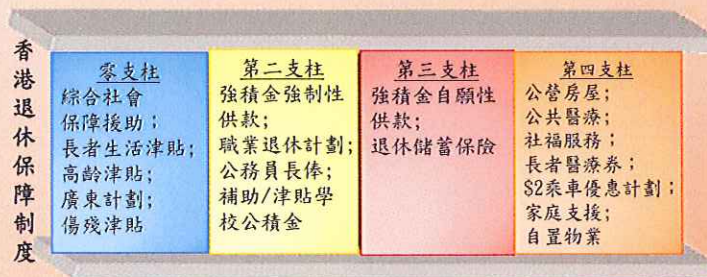 香港退休保障制度
零支柱
綜合社會
保障援助；
長者生活津貼；
高齡津貼；
廣東計劃；
傷殘津貼
第二支柱
強積金強制性
供款；
職業退休計劃；
公務員長俸；
補助/津貼學
校公積金
第三支柱
強積金自願性
供款；
退休儲蓄保險
第四支柱
公營房屋；
公共醫療；
社福服務；
長者醫療券；
$2乘車優惠計劃；
家庭支援；
自置物業